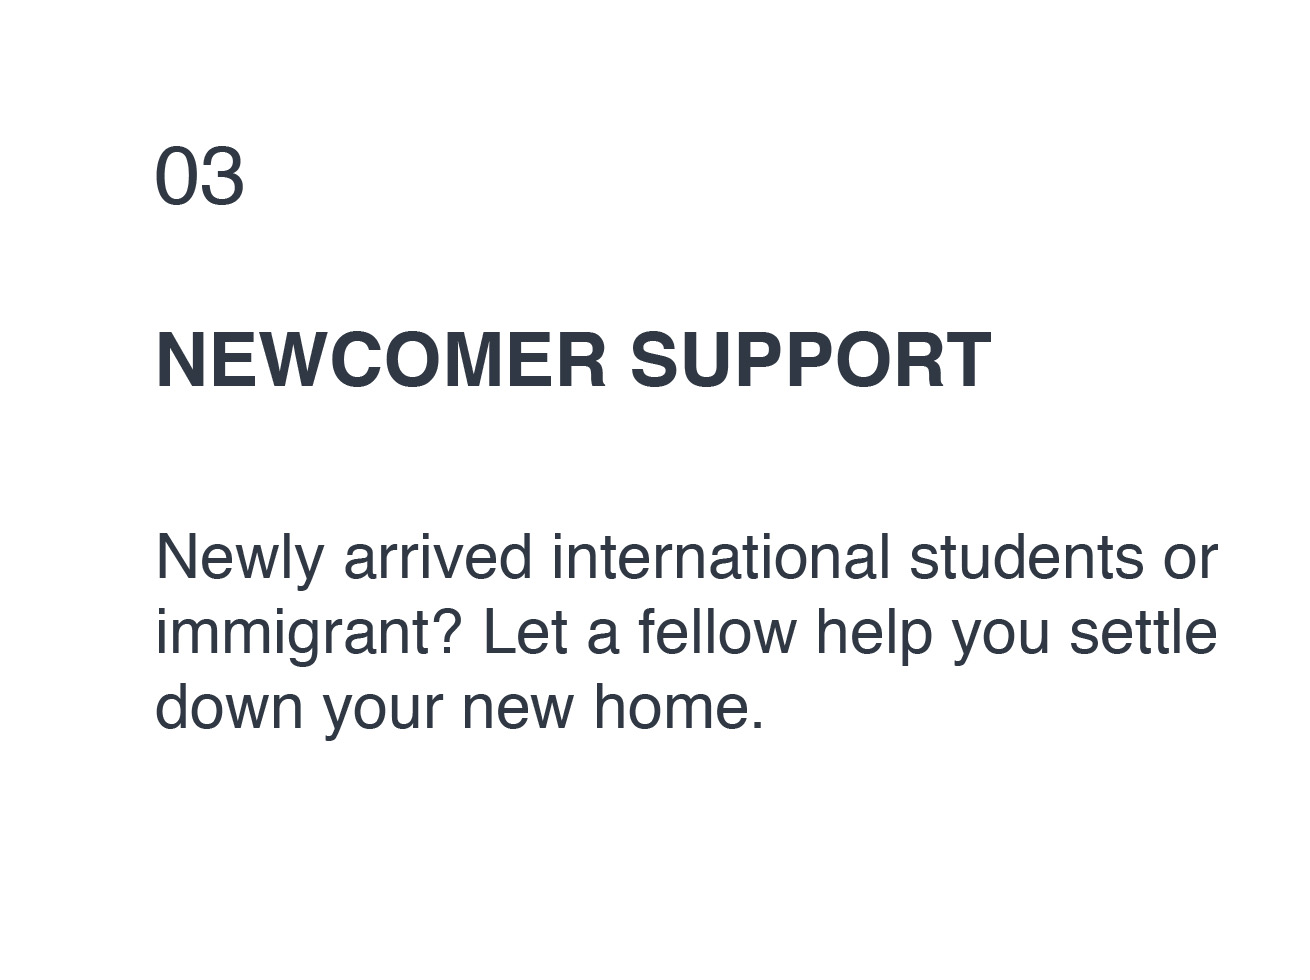 03
NEWCOMER SUPPORT
Newly arrived international students or
immigrant? Let a fellow help you settle
down your new home.